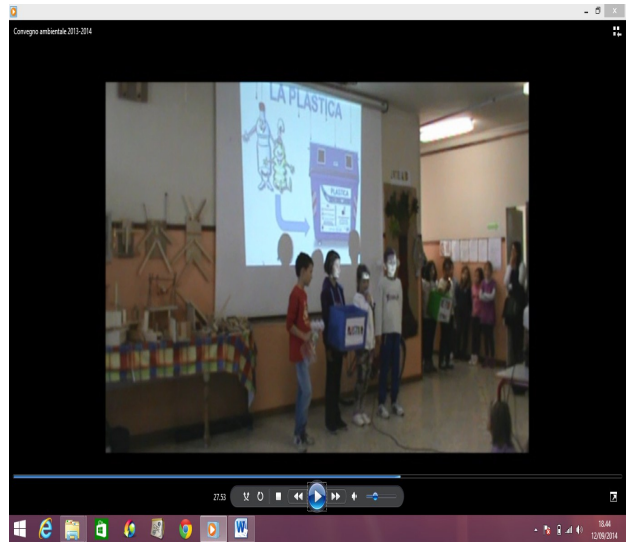 Convegno ambientale 2013-2014
LA PLASTICA
PLASTICA
27.53
18.44
12/09/2014